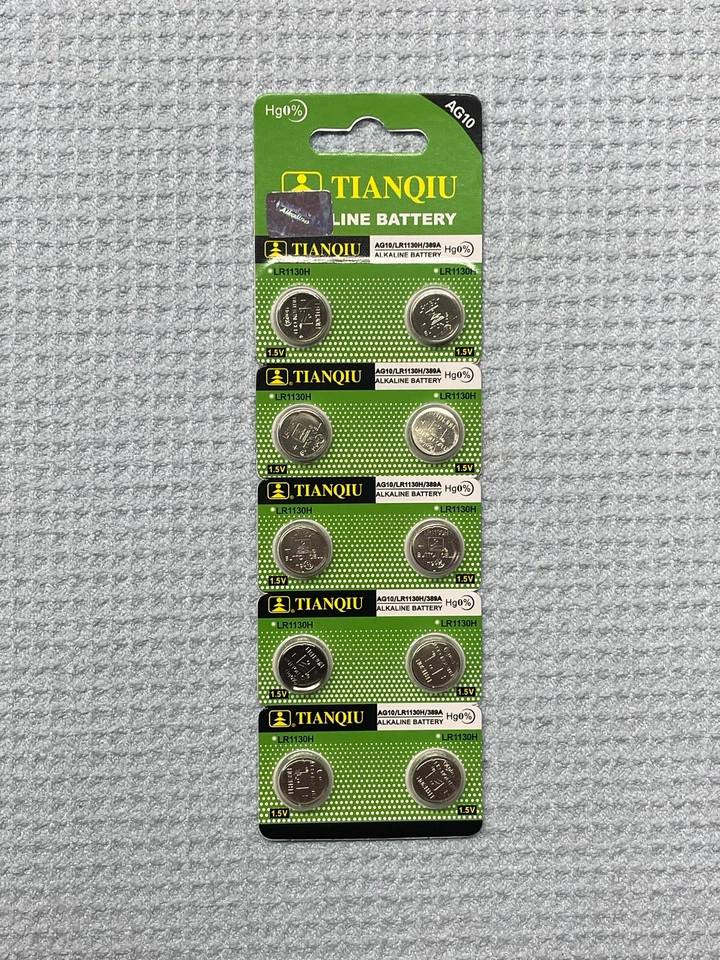 Hg0%
AG10
TIANQIU
Alkaline
LINE BATTERY
TIANQIU AG10/LR1130H/389A
ALKALINE BATTERY Hg0%
LR1130H LR1130H
1.5V 1.5V
TIANQIU AG10/LR1130H/389A
ALKALINE BATTERY Hg0%
LR1130H LR1130H
1.5V 1.5V
TIANQIU AG10/LR1130H/389A
ALKALINE BATTERY Hg0%
LR1130H LR1130H
1.5V 1.5V
TIANQIU AG10/LR1130H/389A
ALKALINE BATTERY Hg0%
LR1130H LR1130H
1.5V 1.5V
TIANQIU AG10/LR1130H/389A
ALKALINE BATTERY Hg0%
LR1130H LR1130H
1.5V 1.5V